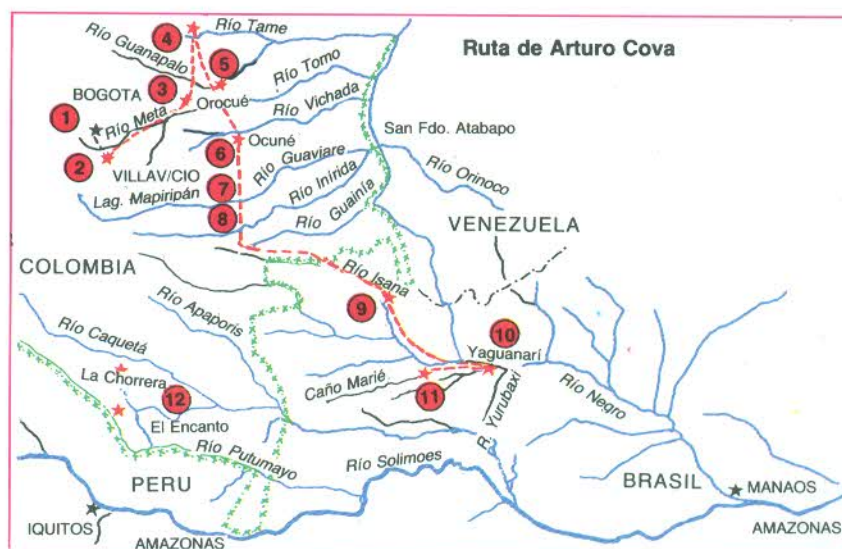 Ruta de Arturo Cova
4
Río Tame
Río Guanapalo
5
Río Tomo
3
BOGOTA
Orocué
Río Vichada
1
Río Meta
San Fdo. Atabapo
Ocuné
2
6
VILLAV/CIO
Río Guaviare
Río Orinoco
7
Lag. Mapiripán
Río Inírida
8
Río Guainía
VENEZUELA
COLOMBIA
Río Isana
Río Apaporis
9
10
Río Caquetá
Yaguanarí
La Chorrera
Caño Marié
Río Negro
12
11
El Encanto
R. Yurubaxi
Río Putumayo
Río Solimoes
PERU
BRASIL
MANAOS
IQUITOS
AMAZONAS
AMAZONAS